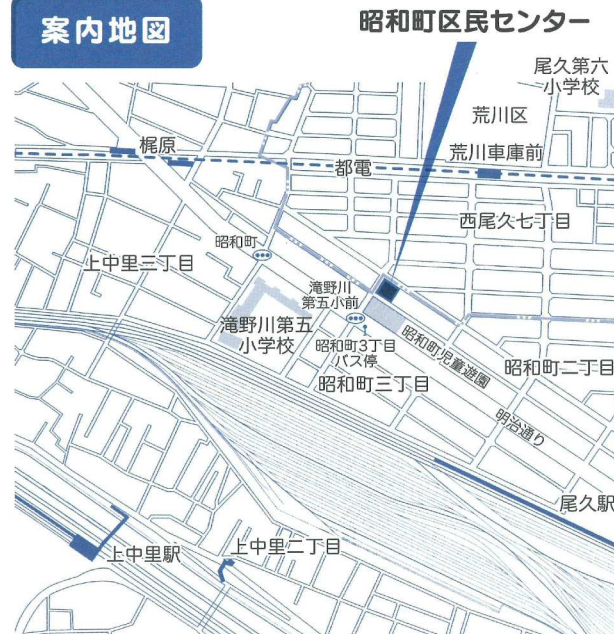 案内地図
昭和町区民センター
尾久第六
小学校
荒川区
梶原
荒川車庫前
都電
西尾久七丁目
昭和町
上中里三丁目
滝野川
第五小前
滝野川第五
小学校
昭和町3丁目
バス停
昭和町児童遊園
昭和町二丁目
昭和町三丁目
明治通り
尾久駅
上中里駅
上中里二丁目